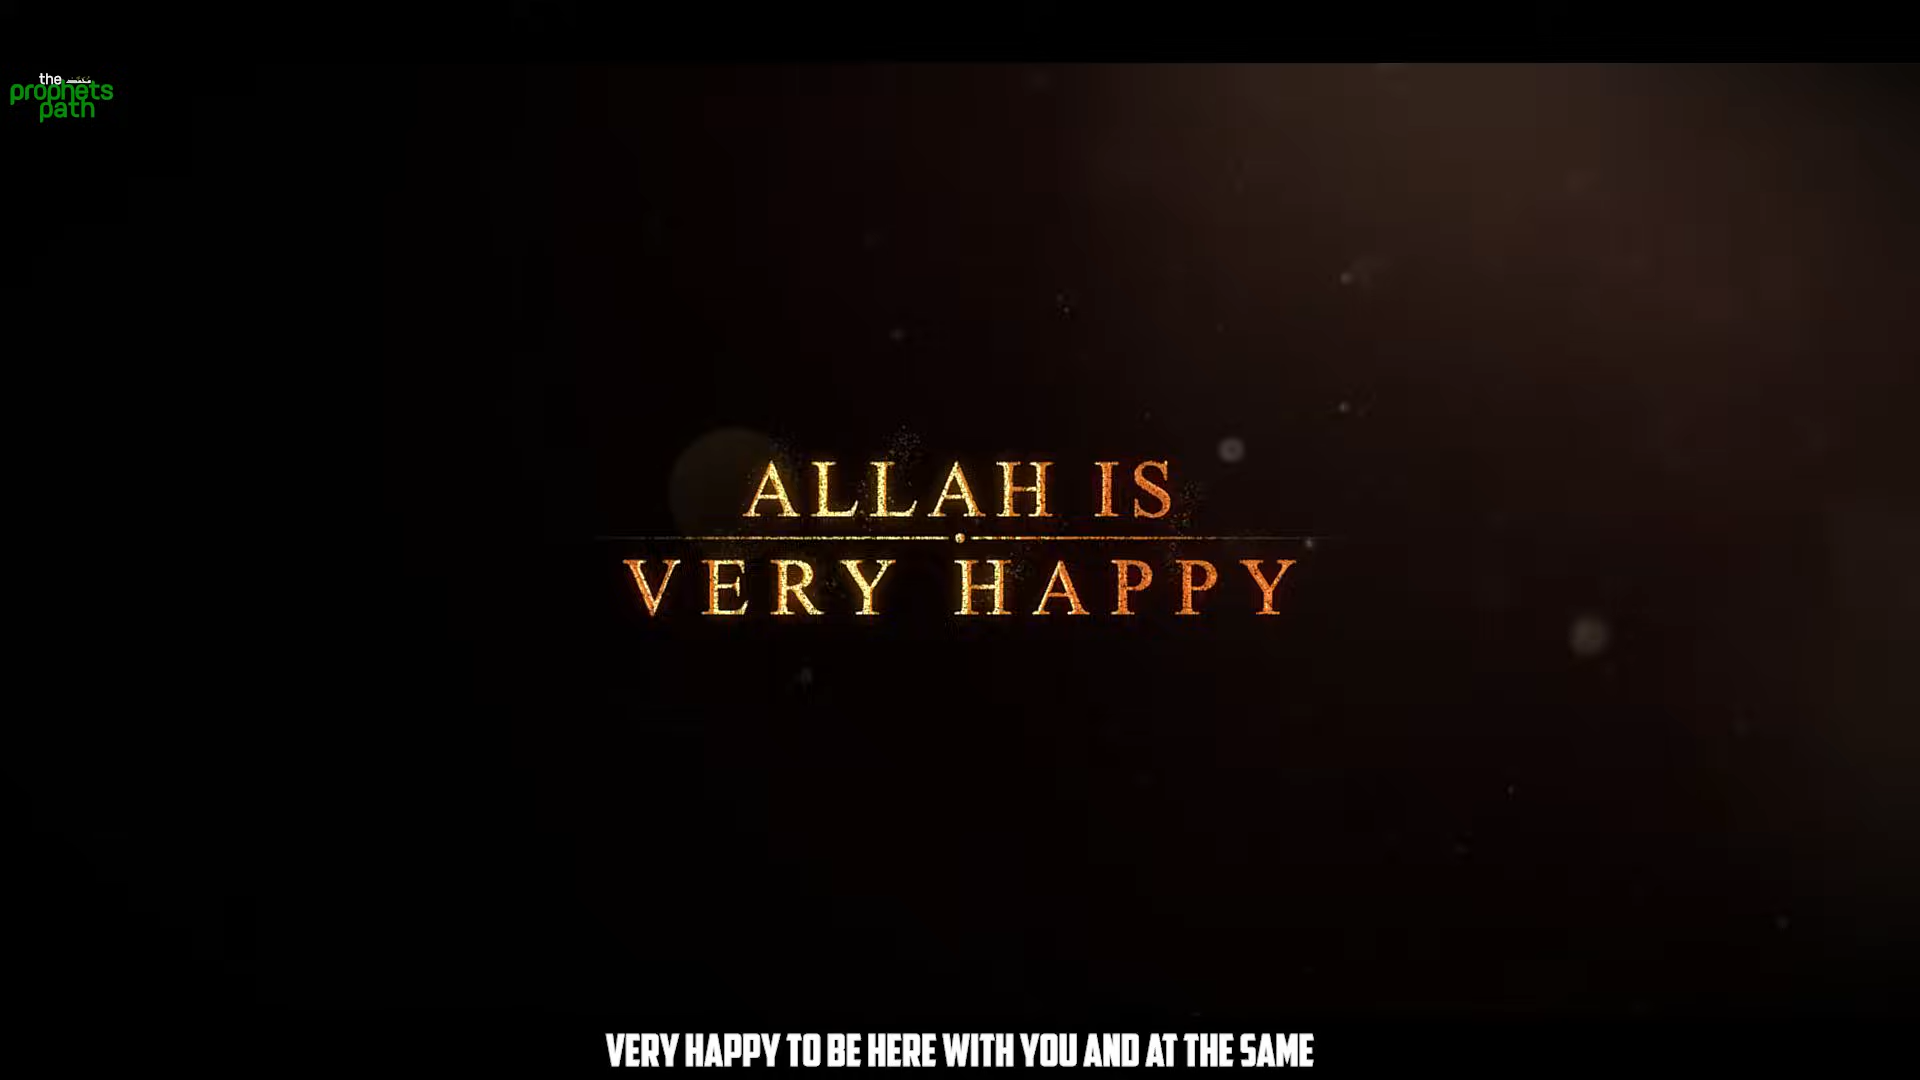 the
prophets
path
ALLAH IS
VERY HAPPY
VERY HAPPY TO BE HERE WITH YOU AND AT THE SAME